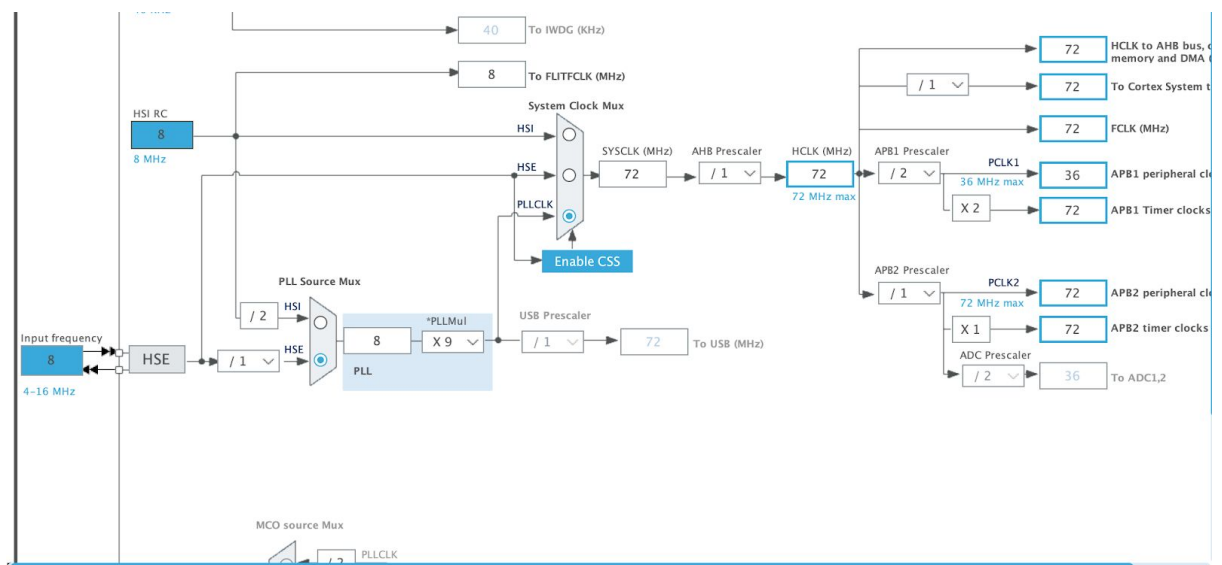 40 To IWDG (KHz)
8 To FLITFCLK (MHz)
72 HCLK to AHB bus,
memory and DMA
/ 1 72 To Cortex System
System Clock Mux
HSI RC
8
8 MHz
HSI
72 FCLK (MHz)
SYSCLK (MHz) AHB Prescaler HCLK (MHz) APB1 Prescaler
HSE
72 / 1 72 / 2
72 MHz max
PCLK1
36 MHz max
36 APB1 peripheral
X 2 72 APB1 Timer clocks
PLLCLK
Enable CSS
APB2 Prescaler
/ 1
PCLK2
72 MHz max
72 APB2 peripheral
X 1 72 APB2 timer clocks
ADC Prescaler
/ 2 36 To ADC1,2
PLL Source Mux
/ 2 HSI
*PLLMul
8 X 9
PLL
USB Prescaler
/ 1 72 To USB (MHz)
Input frequency
8
4-16 MHz
HSE / 1 HSE
MCO source Mux
PLLCLK
/ 2